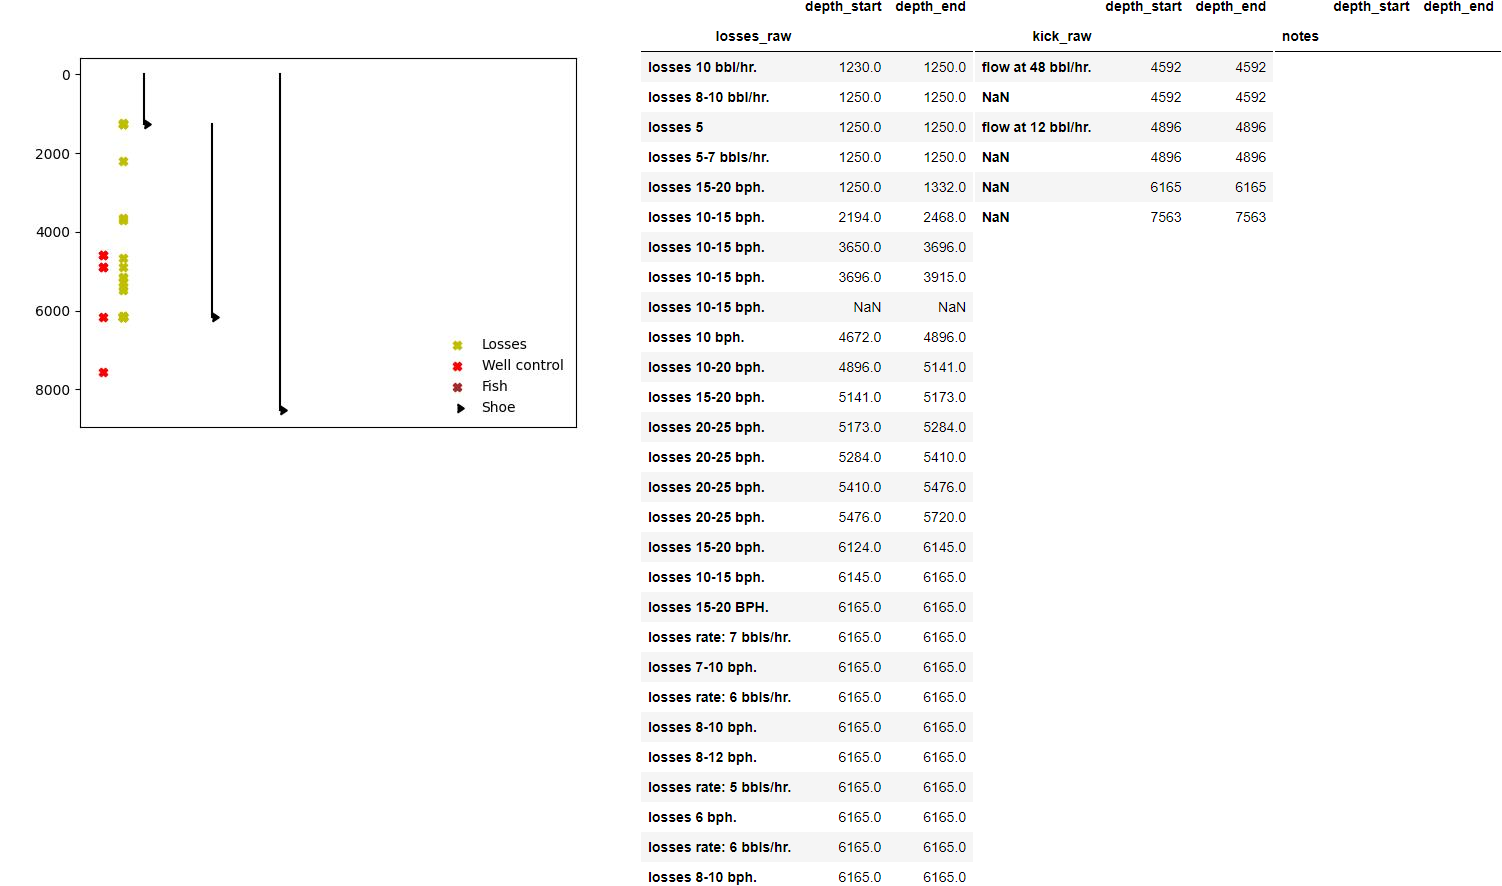 depth_start depth_end depth_start depth_end depth_start depth_end
losses_raw kick_raw notes
losses 10 bbl/hr. 1230.0 1250.0 flow at 48 bbl/hr. 4592 4592
losses 8-10 bbl/hr. 1250.0 1250.0 NaN 4592 4592
losses 5 1250.0 1250.0 flow at 12 bbl/hr. 4896 4896
losses 5-7 bbls/hr. 1250.0 1250.0 NaN 4896 4896
losses 15-20 bph. 1250.0 1332.0 NaN 6165 6165
losses 10-15 bph. 2194.0 2468.0 NaN 7563 7563
losses 10-15 bph. 3650.0 3696.0
losses 10-15 bph. 3696.0 3915.0
losses 10-15 bph. NaN NaN
losses 10 bph. 4672.0 4896.0
losses 10-20 bph. 4896.0 5141.0
losses 15-20 bph. 5141.0 5173.0
losses 20-25 bph. 5173.0 5284.0
losses 20-25 bph. 5284.0 5410.0
losses 20-25 bph. 5410.0 5476.0
losses 20-25 bph. 5476.0 5720.0
losses 15-20 bph. 6124.0 6145.0
losses 10-15 bph. 6145.0 6165.0
losses 15-20 BPH. 6165.0 6165.0
losses rate: 7 bbls/hr. 6165.0 6165.0
losses 7-10 bph. 6165.0 6165.0
losses rate: 6 bbls/hr. 6165.0 6165.0
losses 8-10 bph. 6165.0 6165.0
losses 8-12 bph. 6165.0 6165.0
losses rate: 5 bbls/hr. 6165.0 6165.0
losses 6 bph. 6165.0 6165.0
losses rate: 6 bbls/hr. 6165.0 6165.0
losses 8-10 bph. 6165.0 6165.0
0
2000
4000
6000
8000
Losses
Well control
Fish
Shoe